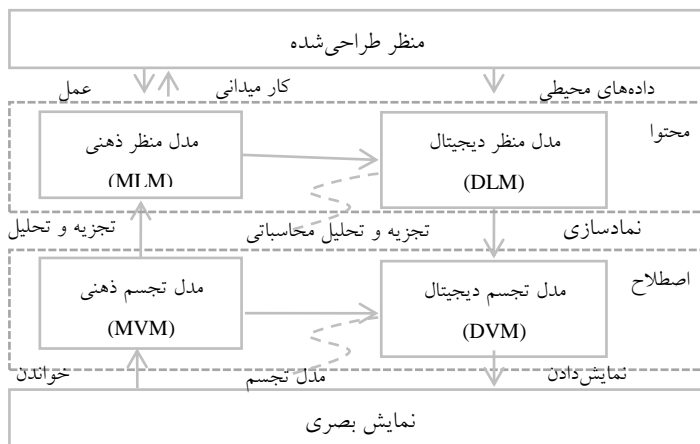 منظر طراحی‌شده
داده‌های محیطی
کار میدانی
عمل
محتوا
مدل منظر دیجیتال
(DLM)
مدل منظر ذهنی
(MLM)
نمادسازی
تجزیه و تحلیل محاسباتی
تجزیه و تحلیل
اصطلاح
مدل تجسم دیجیتال
(DVM)
مدل تجسم ذهنی
(MVM)
نمایش‌دادن
مدل تجسم
خواندن
نمایش بصری